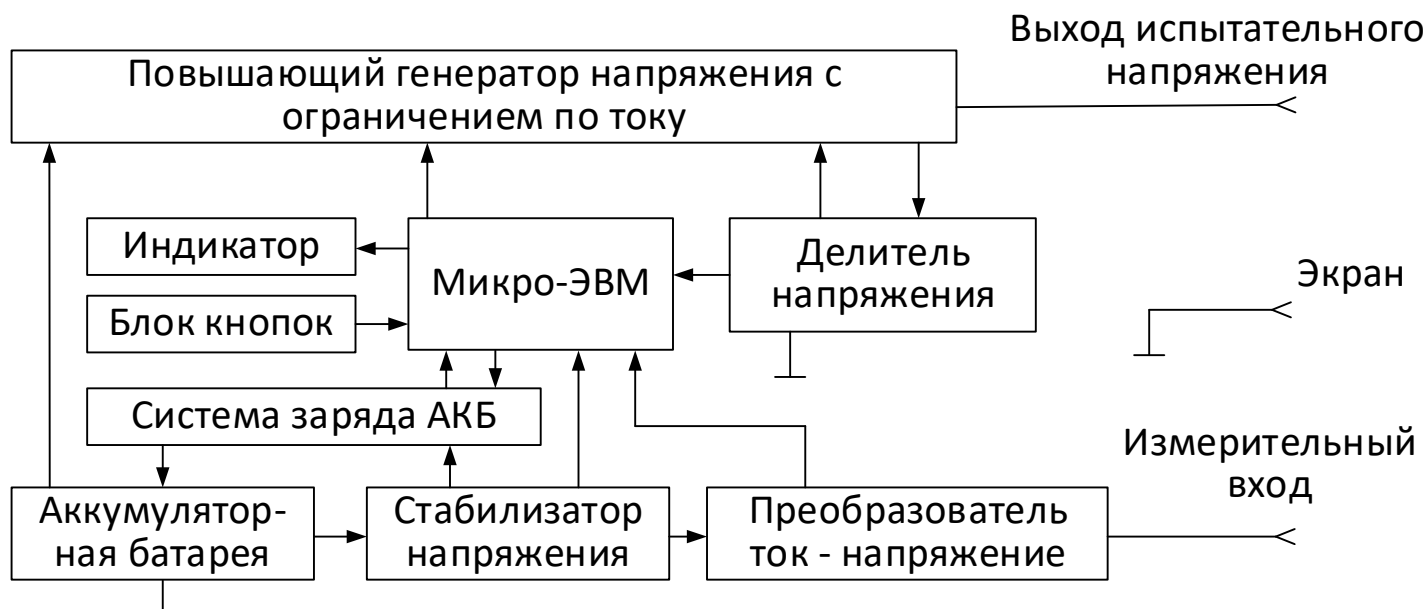 Выход испытательного
напряжения
Повышающий генератор напряжения с
ограничением по току
Индикатор
Блок кнопок
Микро-ЭВМ
Делитель
напряжения
Экран
Система заряда АКБ
Измерительный
вход
Аккумулятор-
ная батарея
Стабилизатор
напряжения
Преобразователь
ток - напряжение